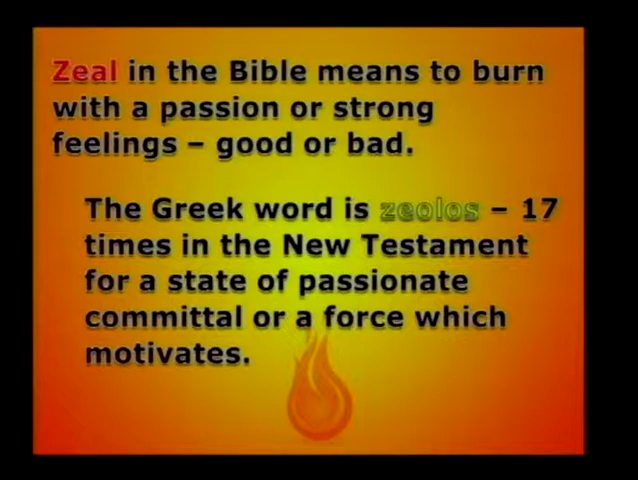 Zeal in the Bible means to burn
with a passion or strong
feelings – good or bad.
The Greek word is zeolos – 17
times in the New Testament
for a state of passionate
committal or a force which
motivates.